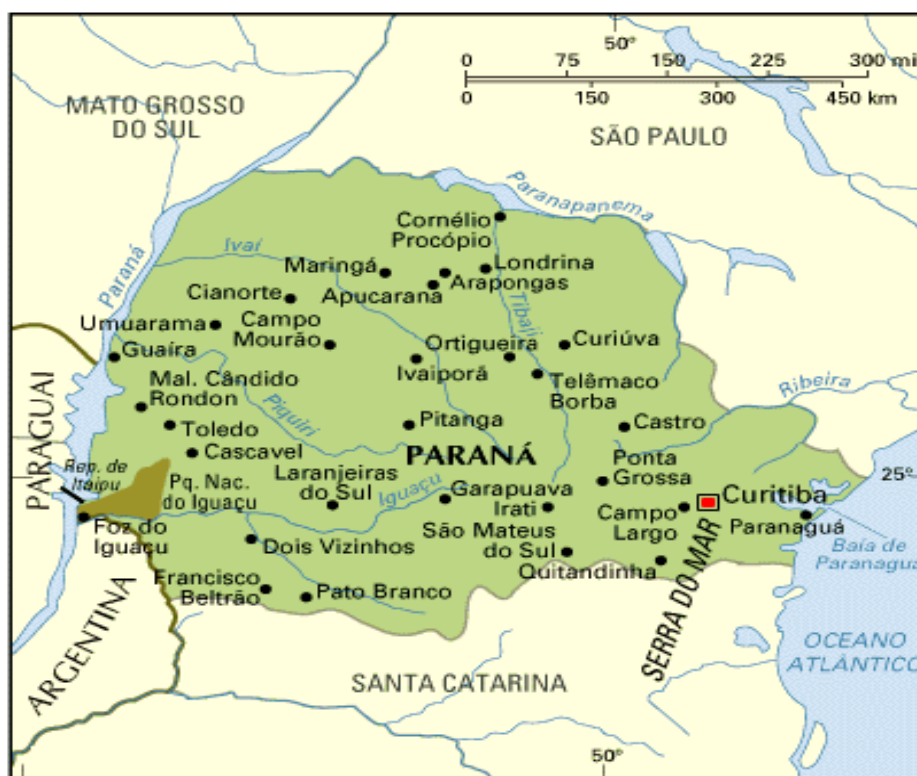 50°
0 75 150 225 300 mi
0 150 300 450 km
MATO GROSSO
DO SUL
SÃO PAULO
Paranapanema
Cornélio
Procópio
Ivaí
Paraná
Maringá
Londrina
Arapongas
Apucarana
Cianorte
Tibaji
Umuarama
Campo
Mourão
Ortigueira
Curiúva
Guaíra
Ivaiporã
Telêmaco
Borba
Mal. Cândido
Rondon
Ribeira
Piquiri
Pitanga
Castro
Toledo
PARAGUAI
Cascavel
PARANÁ
Ponta
Grossa
Rep. de
Itaipu
Pq. Nac.
do Iguaçu
Laranjeiras
do Sul
Iguaçu
Garapuava
Irati
25°
Curitiba
Campo
Largo
Paranaguá
Foz do
Iguaçu
São Mateus
do Sul
Dois Vizinhos
Quitandinha
Baía de
Paranaguá
Francisco
Beltrão
Pato Branco
SERRA DO MAR
ARGENTINA
OCEANO
ATLÂNTICO
SANTA CATARINA
50°